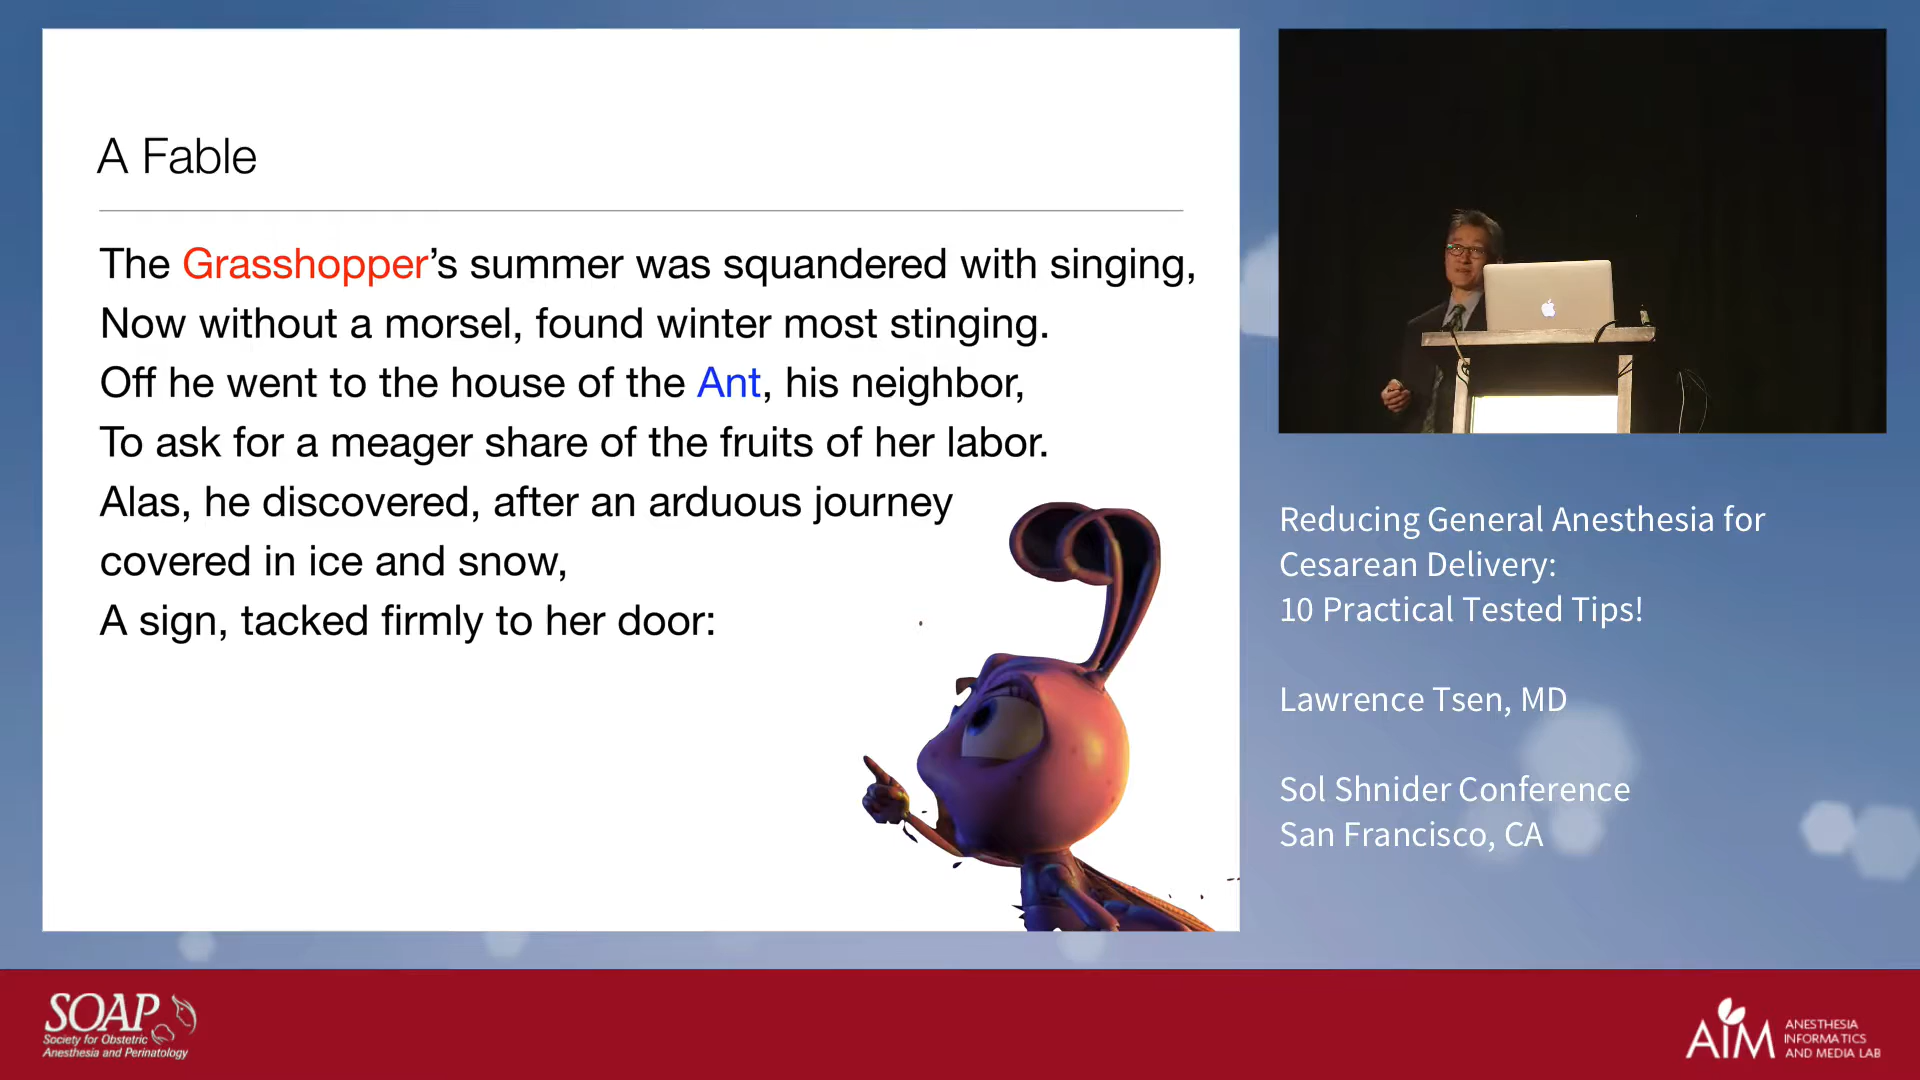 A Fable
The Grasshopper’s summer was squandered with singing,
Now without a morsel, found winter most stinging.
Off he went to the house of the Ant, his neighbor,
To ask for a meager share of the fruits of her labor.
Alas, he discovered, after an arduous journey
covered in ice and snow,
A sign, tacked firmly to her door:
Reducing General Anesthesia for
Cesarean Delivery:
10 Practical Tested Tips!
Lawrence Tsen, MD
Sol Shnider Conference
San Francisco, CA
SOAP
Society for Obstetric
Anesthesia and Perinatology
AIM
ANESTHESIA
INFORMATICS
AND MEDIA LAB